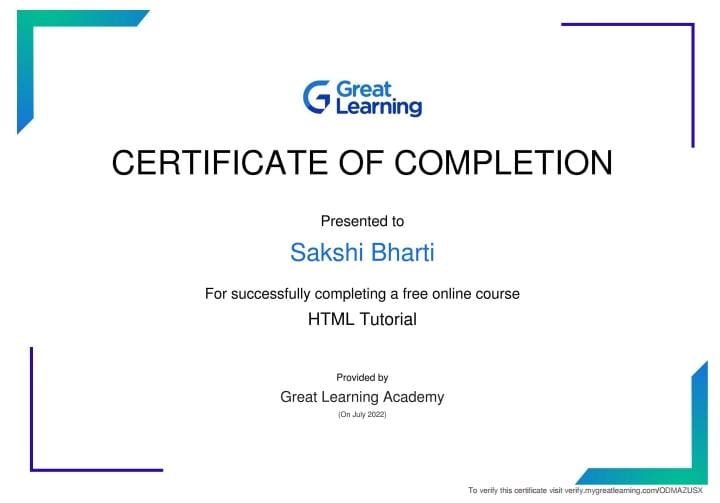 Great
Learning
CERTIFICATE OF COMPLETION
Presented to
Sakshi Bharti
For successfully completing a free online course
HTML Tutorial
Provided by
Great Learning Academy
(On July 2022)
To verify this certificate visit verify.mygreatlearning.com/ODMAZUSX